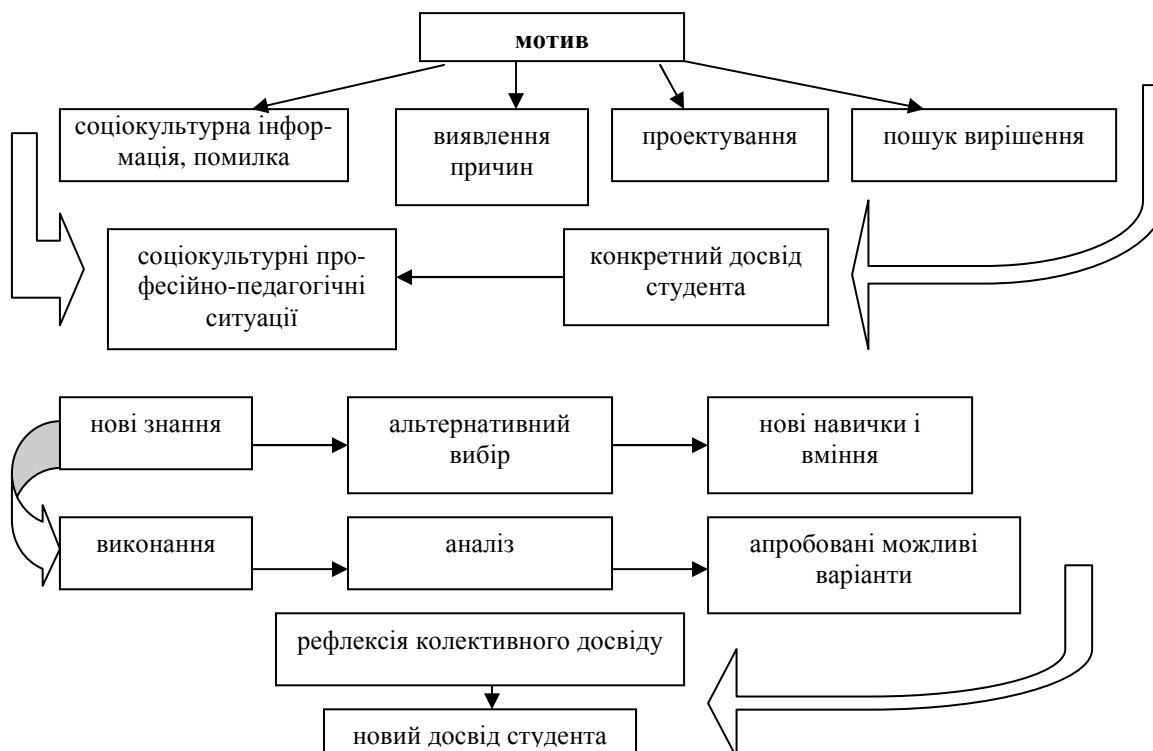 мотив
соціокультурна інфор-
мація, помилка
виявлення
причин
проектування
пошук вирішення
соціокультурні про-
фесійно-педагогічні
ситуації
конкретний досвід
студента
нові знання
альтернативний
вибір
нові навички і
вміння
виконання
аналіз
апробовані можливі
варіанти
рефлексія колективного досвіду
новий досвід студента